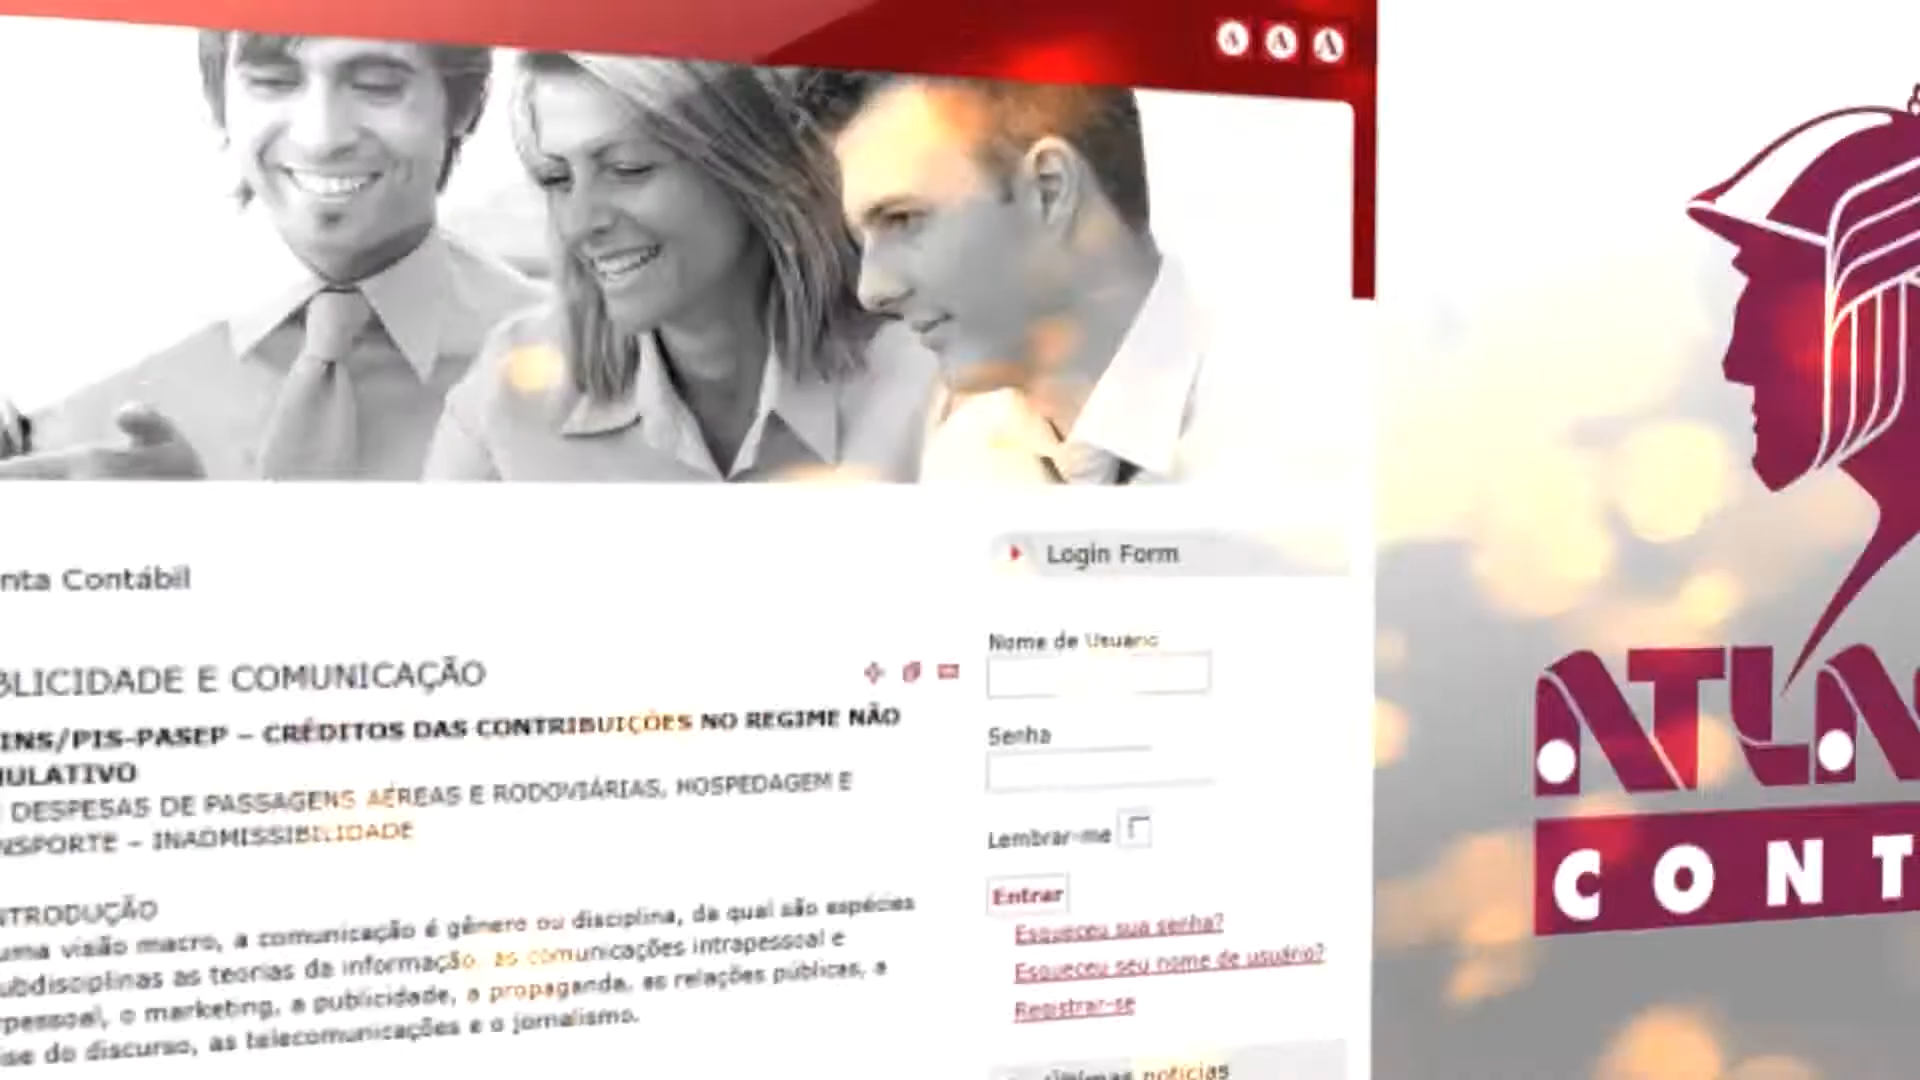 A A A
nta Contábil
BLICIDADE E COMUNICAÇÃO
INS/PIS-PASEP – CRÉDITOS DAS CONTRIBUIÇÕES NO REGIME NÃO
ULATIVO
DESPESAS DE PASSAGENS AÉREAS E RODOVIÁRIAS, HOSPEDAGEM E
NSPORTE – INADMISSIBILIDADE
NTRODUÇÃO
uma visão macro, a comunicação é gênero ou disciplina, da qual são espécies
ubdisciplinas as teorias da informação, as comunicações intrapessoal e
rpessoal, o marketing, a publicidade, a propaganda, as relações públicas, a
ise do discurso, as telecomunicações e o jornalismo.
Login Form
Nome de Usuário
Senha
Lembrar-me
Entrar
Esqueceu sua senha?
Esqueceu seu nome de usuário?
Registrar-se
últimas notícias
ATLA
CONT